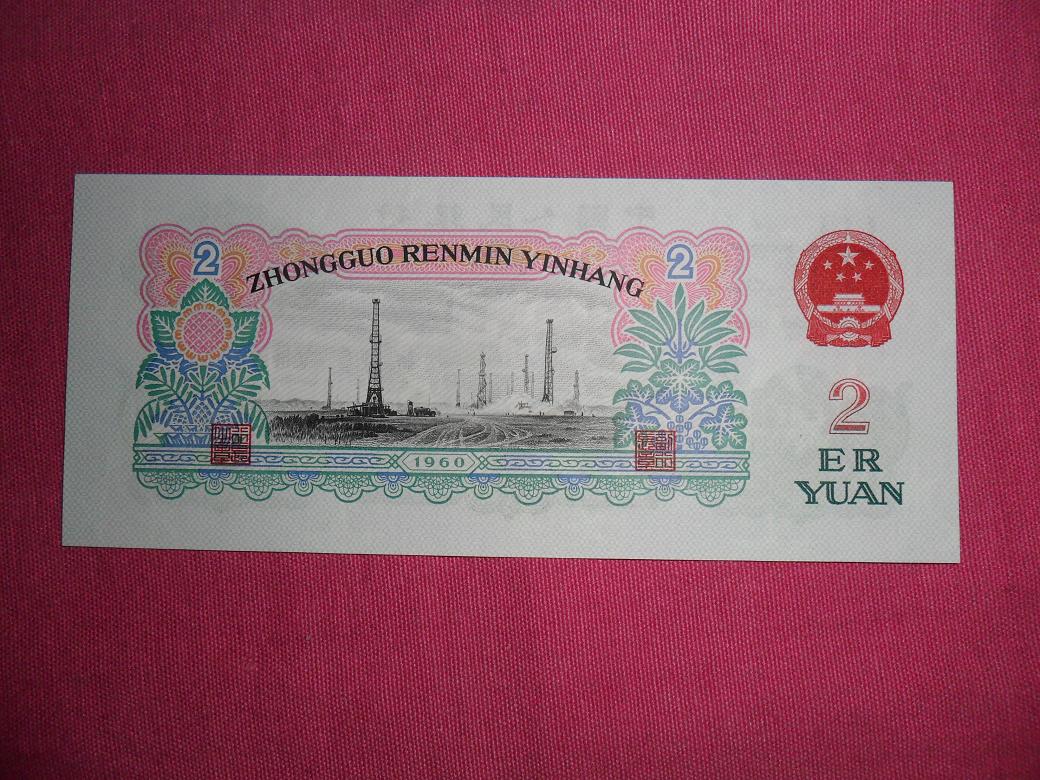 2
2
ZHONGGUO RENMIN YINHANG
1960
2
ER
YUAN